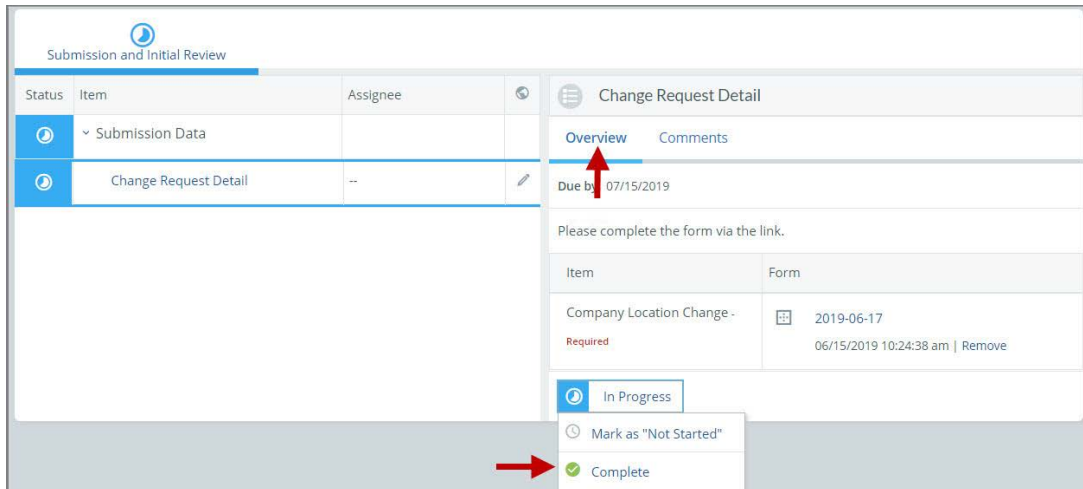 Submission and Initial Review
Status Item Assignee
Submission Data
Change Request Detail --
Change Request Detail
Overview Comments
Due by 07/15/2019
Please complete the form via the link.
Item Form
Company Location Change - 2019-06-17
Required 06/15/2019 10:24:38 am | Remove
In Progress
Mark as "Not Started"
Complete